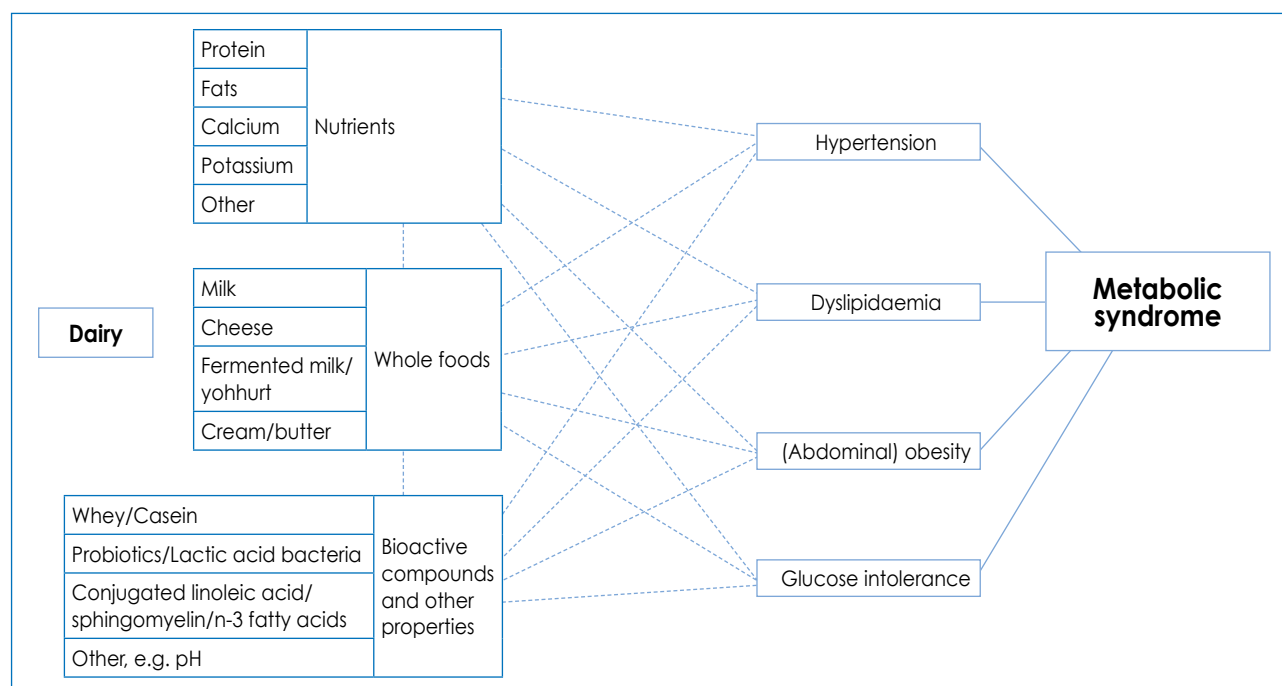 Protein
Fats
Calcium
Potassium
Other
Nutrients
Milk
Cheese
Fermented milk/
yohhurt
Cream/butter
Whole foods
Dairy
Whey/Casein
Probiotics/Lactic acid bacteria
Conjugated linoleic acid/
sphingomyelin/n-3 fatty acids
Other, e.g. pH
Bioactive
compounds
and other
properties
Hypertension
Dyslipidaemia
(Abdominal) obesity
Glucose intolerance
Metabolic
syndrome